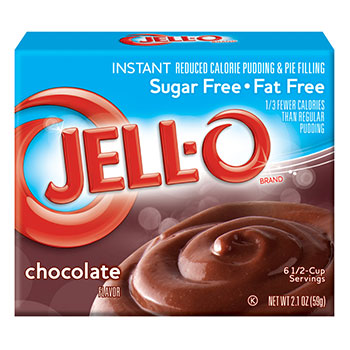 INSTANT REDUCED CALORIE PUDDING & PIE FILLING
Sugar Free • Fat Free
1/3 FEWER CALORIES
THAN REGULAR
PUDDING
JELL-O
BRAND
chocolate
FLAVOR
6 1/2-Cup
Servings
K
NET WT 2.1 OZ (59g)